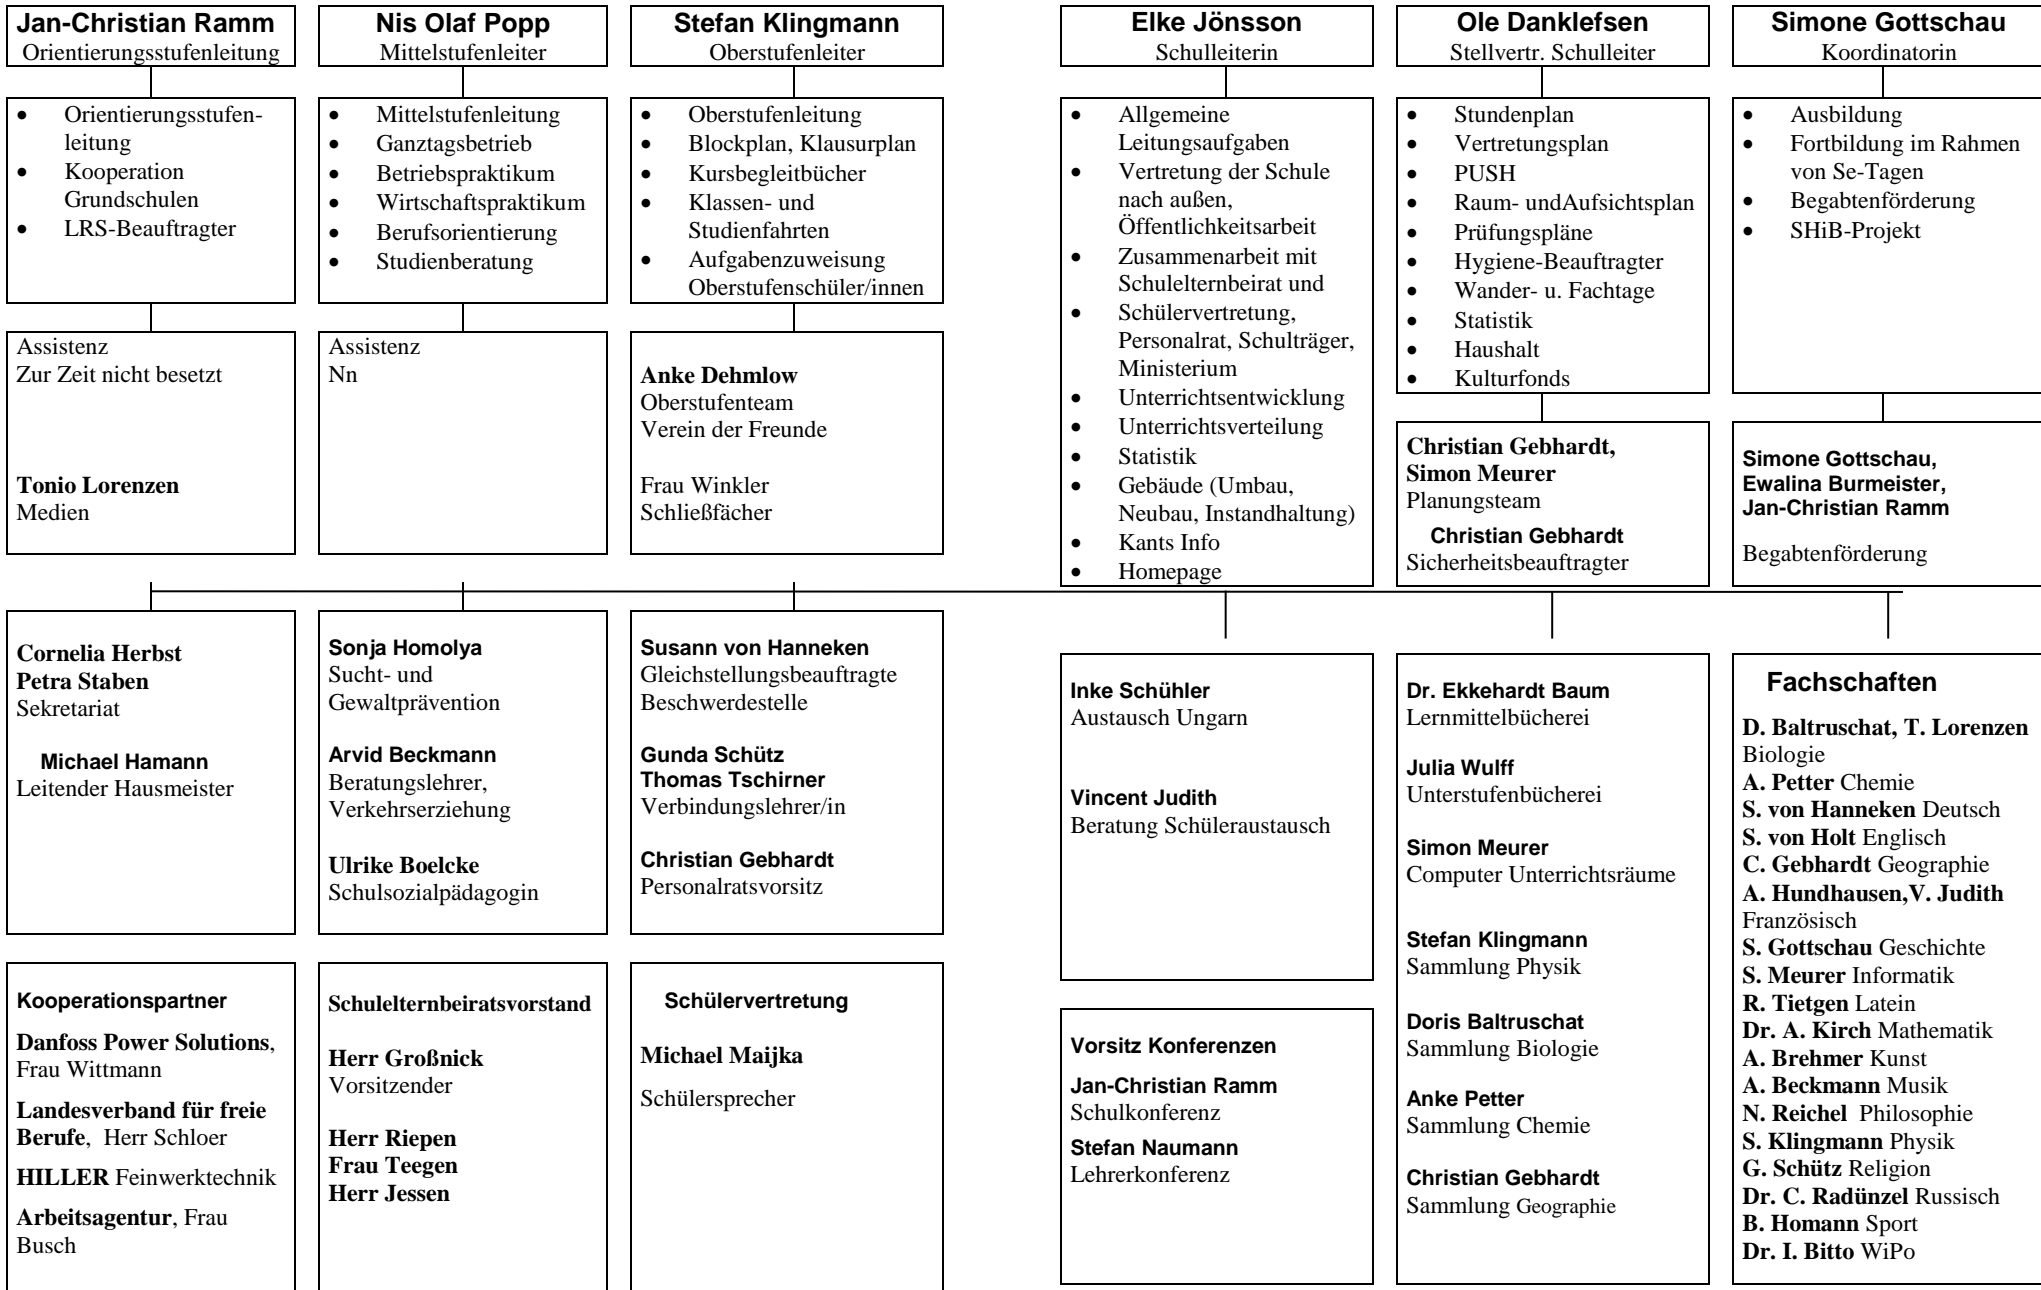 Jan-Christian Ramm
Orientierungsstufenleitung
Nis Olaf Popp
Mittelstufenleiter
Stefan Klingmann
Oberstufenleiter
Elke Jönsson
Schulleiterin
Ole Danklefsen
Stellvertr. Schulleiter
Simone Gottschau
Koordinatorin
• Orientierungsstufen-
leitung
• Kooperation
Grundschulen
• LRS-Beauftragter
• Mittelstufenleitung
• Ganztagsbetrieb
• Betriebspraktikum
• Wirtschaftspraktikum
• Berufsorientierung
• Studienberatung
• Oberstufenleitung
• Blockplan, Klausurplan
• Kursbegleitbücher
• Klassen- und
Studienfahrten
• Aufgabenzuweisung
Oberstufenschüler/innen
• Allgemeine
Leitungsaufgaben
• Vertretung der Schule
nach außen,
Öffentlichkeitsarbeit
• Zusammenarbeit mit
Schulelternbeirat und
• Schülervertretung,
Personalrat, Schulträger,
Ministerium
• Unterrichtsentwicklung
• Unterrichtsverteilung
• Statistik
• Gebäude (Umbau,
Neubau, Instandhaltung)
• Kants Info
• Homepage
• Stundenplan
• Vertretungsplan
• PUSH
• Raum- undAufsichtsplan
• Prüfungspläne
• Hygiene-Beauftragter
• Wander- u. Fachtage
• Statistik
• Haushalt
• Kulturfonds
• Ausbildung
• Fortbildung im Rahmen
von Se-Tagen
• Begabtenförderung
• SHiB-Projekt
Assistenz
Zur Zeit nicht besetzt
Tonio Lorenzen
Medien
Assistenz
Nn
Anke Dehmlow
Oberstufenteam
Verein der Freunde
Frau Winkler
Schließfächer
Christian Gebhardt,
Simon Meurer
Planungsteam
Christian Gebhardt
Sicherheitsbeauftragter
Simone Gottschau,
Ewalina Burmeister,
Jan-Christian Ramm
Begabtenförderung
Cornelia Herbst
Petra Staben
Sekretariat
Michael Hamann
Leitender Hausmeister
Sonja Homolya
Sucht- und
Gewaltprävention
Arvid Beckmann
Beratungslehrer,
Verkehrserziehung
Ulrike Boelcke
Schulsozialpädagogin
Susann von Hanneken
Gleichstellungsbeauftragte
Beschwerdestelle
Gunda Schütz
Thomas Tschirner
Verbindungslehrer/in
Christian Gebhardt
Personalratsvorsitz
Inke Schühler
Austausch Ungarn
Vincent Judith
Beratung Schüleraustausch
Dr. Ekkehardt Baum
Lernmittelbücherei
Julia Wulff
Unterstufenbücherei
Simon Meurer
Computer Unterrichtsräume
Stefan Klingmann
Sammlung Physik
Doris Baltruschat
Sammlung Biologie
Anke Petter
Sammlung Chemie
Christian Gebhardt
Sammlung Geographie
Fachschaften
D. Baltruschat, T. Lorenzen
Biologie
A. Petter Chemie
S. von Hanneken Deutsch
S. von Holt Englisch
C. Gebhardt Geographie
A. Hundhausen,V. Judith
Französisch
S. Gottschau Geschichte
S. Meurer Informatik
R. Tietgen Latein
Dr. A. Kirch Mathematik
A. Brehmer Kunst
A. Beckmann Musik
N. Reichel Philosophie
S. Klingmann Physik
G. Schütz Religion
Dr. C. Radünzel Russisch
B. Homann Sport
Dr. I. Bitto WiPo
Kooperationspartner
Danfoss Power Solutions,
Frau Wittmann
Landesverband für freie
Berufe, Herr Schloer
HILLER Feinwerktechnik
Arbeitsagentur, Frau
Busch
Schulelternbeiratsvorstand
Herr Großnick
Vorsitzender
Herr Riepen
Frau Teegen
Herr Jessen
Schülervertretung
Michael Maijka
Schülersprecher
Vorsitz Konferenzen
Jan-Christian Ramm
Schulkonferenz
Stefan Naumann
Lehrerkonferenz